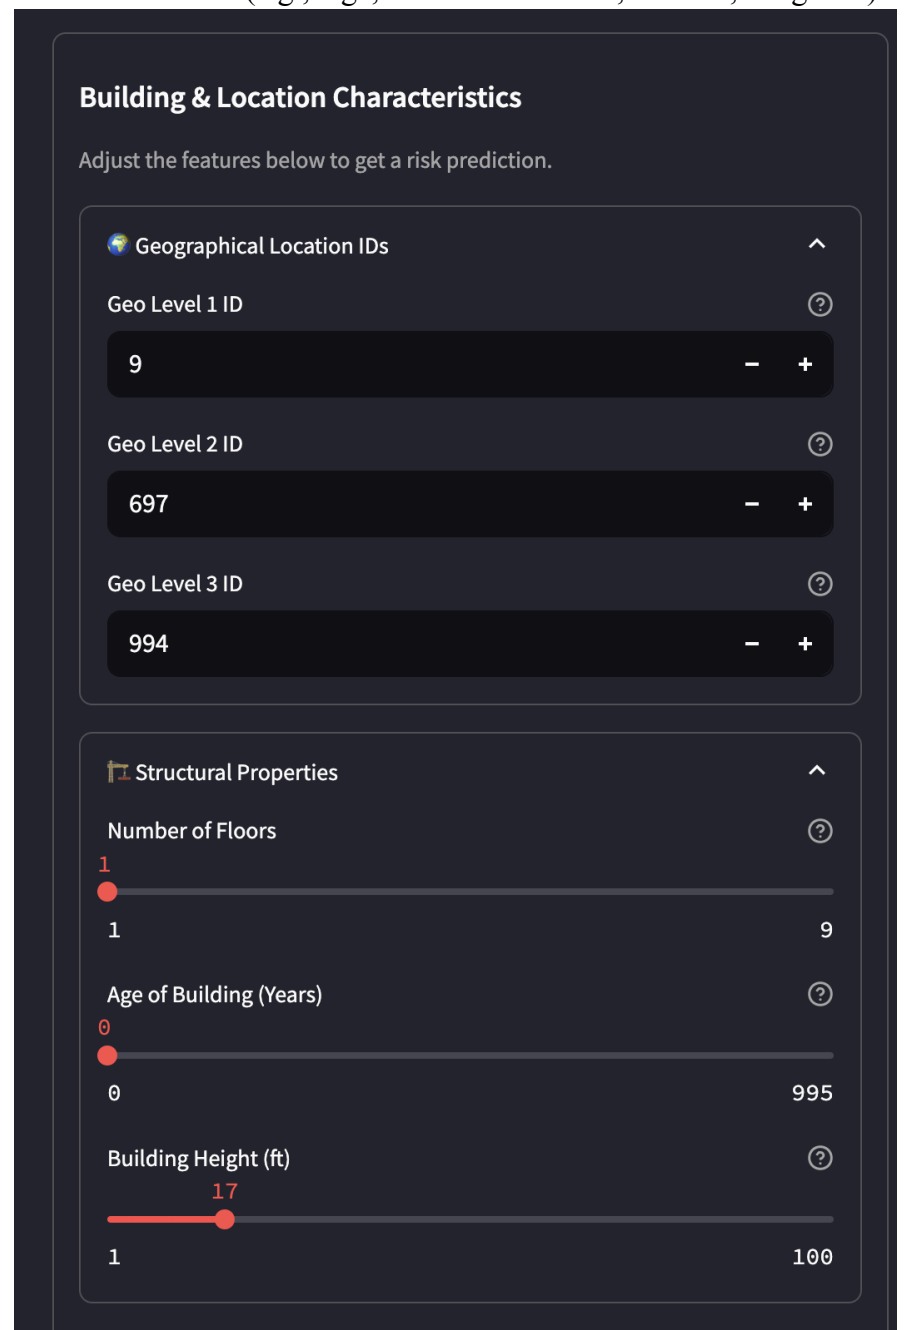 Building & Location Characteristics
Adjust the features below to get a risk prediction.
🌍 Geographical Location IDs
Geo Level 1 ID
9
Geo Level 2 ID
697
Geo Level 3 ID
994
🏗️ Structural Properties
Number of Floors
1
1 9
Age of Building (Years)
0
0 995
Building Height (ft)
17
1 100